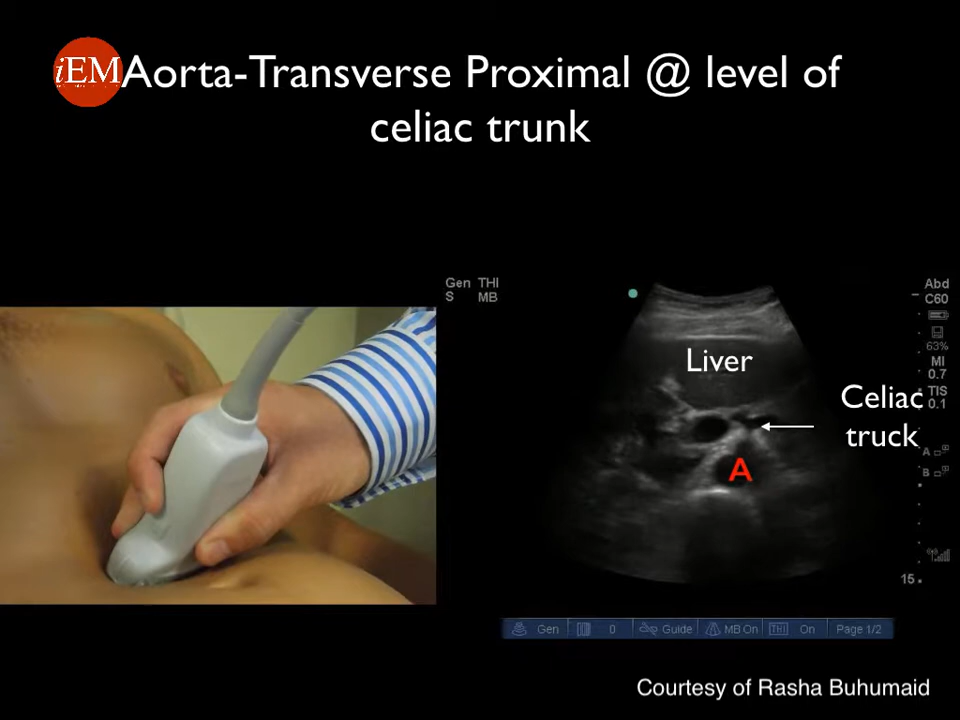 iEM
Aorta-Transverse Proximal @ level of
celiac trunk
Gen THI
S MB
Abd
C60
63%
MI
0.7
TIS
0.1
Liver
Celiac
truck
A
A
B
15
Gen 0 Guide MB On THI On Page 1/2
Courtesy of Rasha Buhumaid